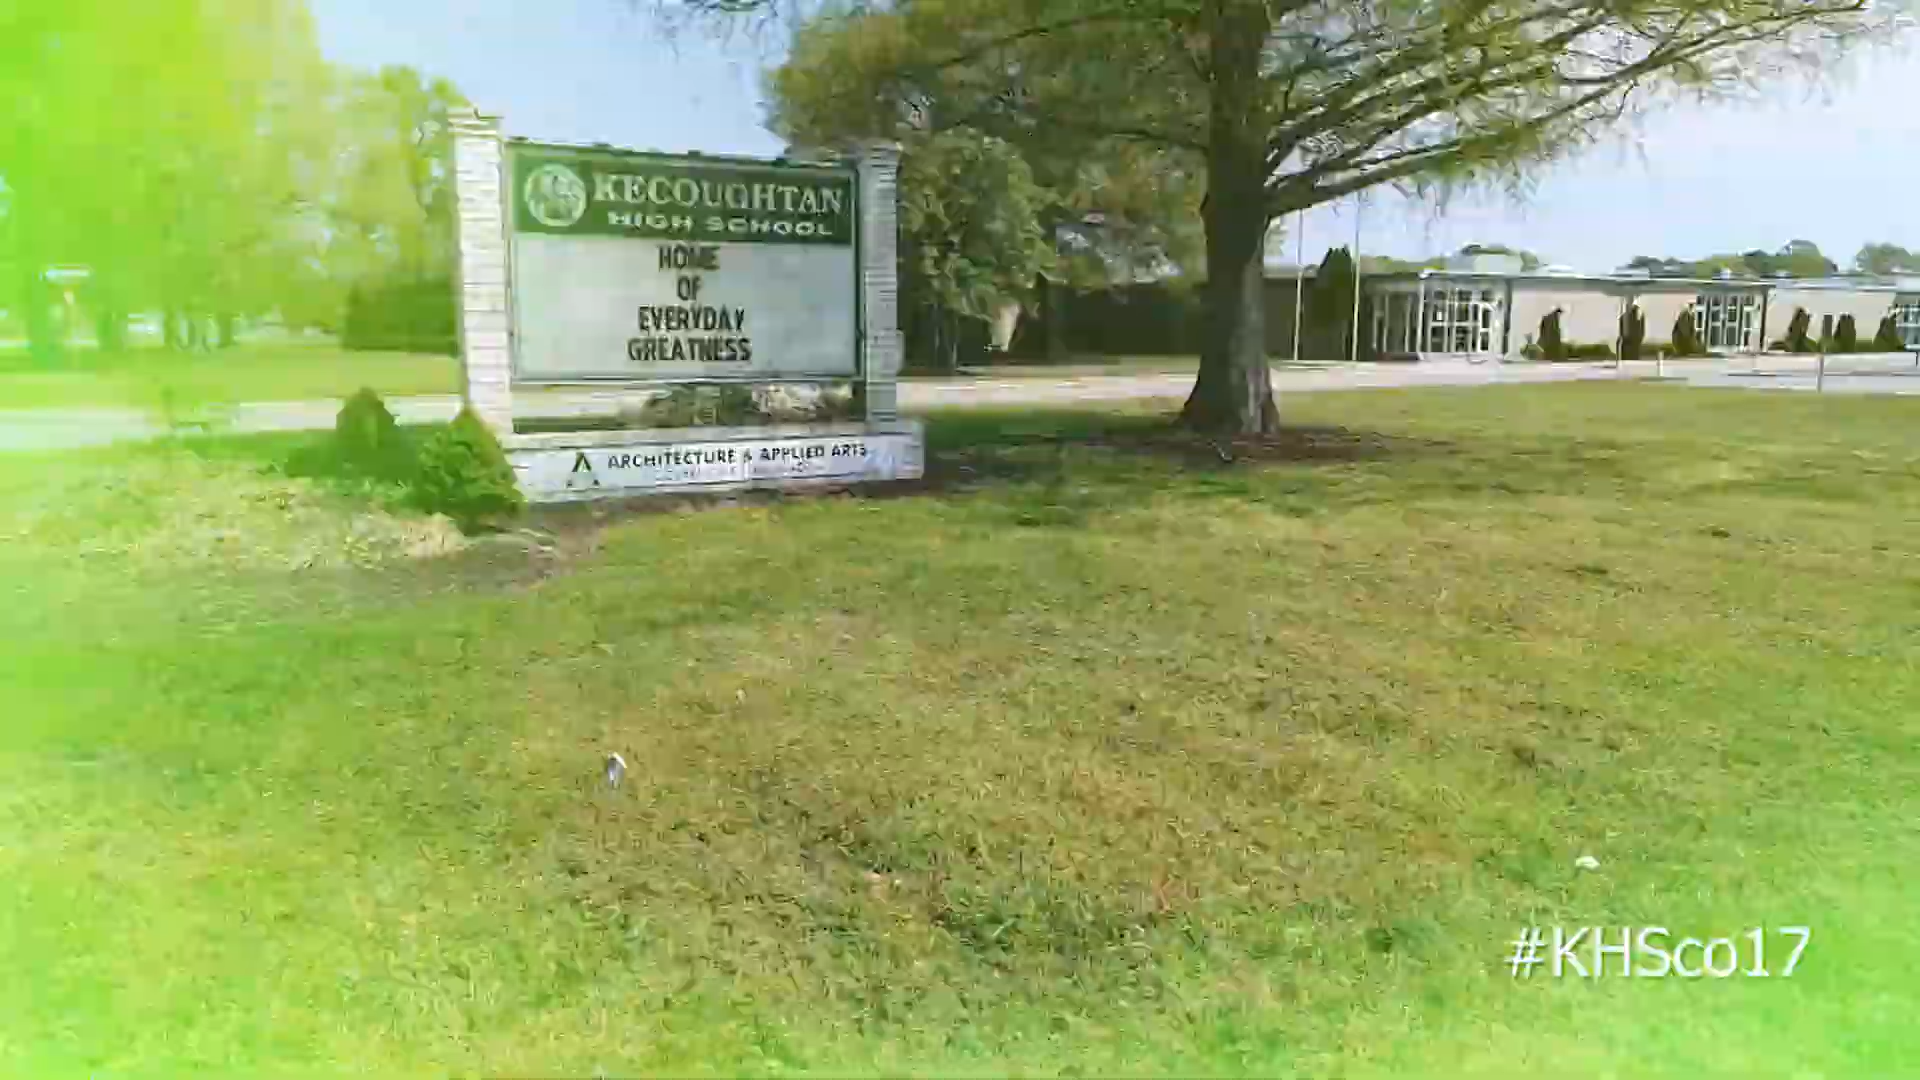 KECOUGHTAN
HIGH SCHOOL
HOME
OF
EVERYDAY
GREATNESS
ARCHITECTURE & APPLIED ARTS
#KHSco17